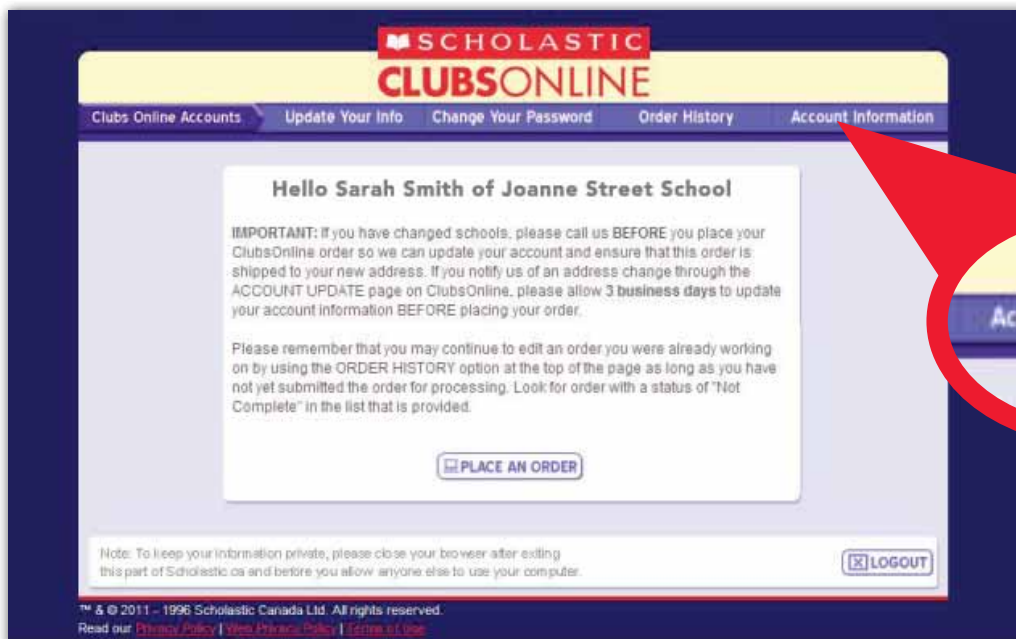 SCHOLASTIC
CLUBSONLINE
Clubs Online Accounts Update Your Info Change Your Password Order History Account Information
Hello Sarah Smith of Joanne Street School
IMPORTANT: If you have changed schools, please call us BEFORE you place your
ClubsOnline order so we can update your account and ensure that this order is
shipped to your new address. If you notify us of an address change through the
ACCOUNT UPDATE page on ClubsOnline, please allow 3 business days to update
your account information BEFORE placing your order.
Please remember that you may continue to edit an order you were already working
on by using the ORDER HISTORY option at the top of the page as long as you have
not yet submitted the order for processing. Look for order with a status of "Not
Complete" in the list that is provided.
PLACE AN ORDER
Note: To keep your information private, please close your browser after exiting
this part of Scholastic.ca and before you allow anyone else to use your computer.
LOGOUT
™ & © 2011 - 1996 Scholastic Canada Ltd. All rights reserved.
Read our Privacy Policy | Web Privacy Policy | Terms of Use
Ac